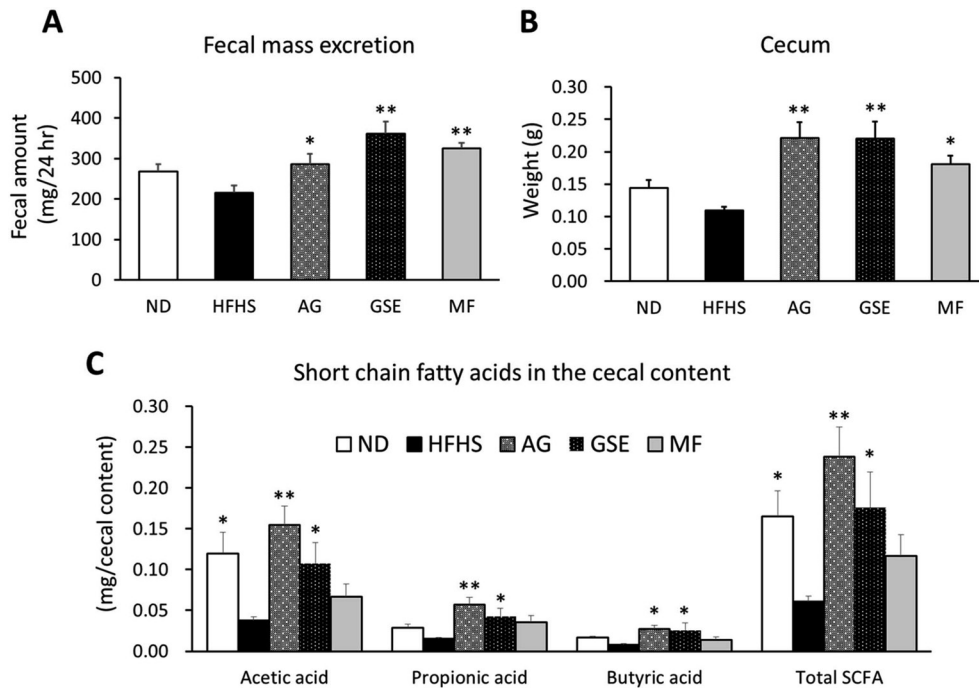 A
Fecal mass excretion
Fecal amount
(mg/24 hr)
500
400
300
200
100
0
*
**
**
ND HFHS AG GSE MF
B
Cecum
Weight (g)
0.30
0.25
0.20
0.15
0.10
0.05
0.00
**
**
*
ND HFHS AG GSE MF
C
Short chain fatty acids in the cecal content
(mg/cecal content)
0.30
0.25
0.20
0.15
0.10
0.05
0.00
ND HFHS AG GSE MF
*
**
*
**
*
*
*
*
**
*
Acetic acid Propionic acid Butyric acid Total SCFA